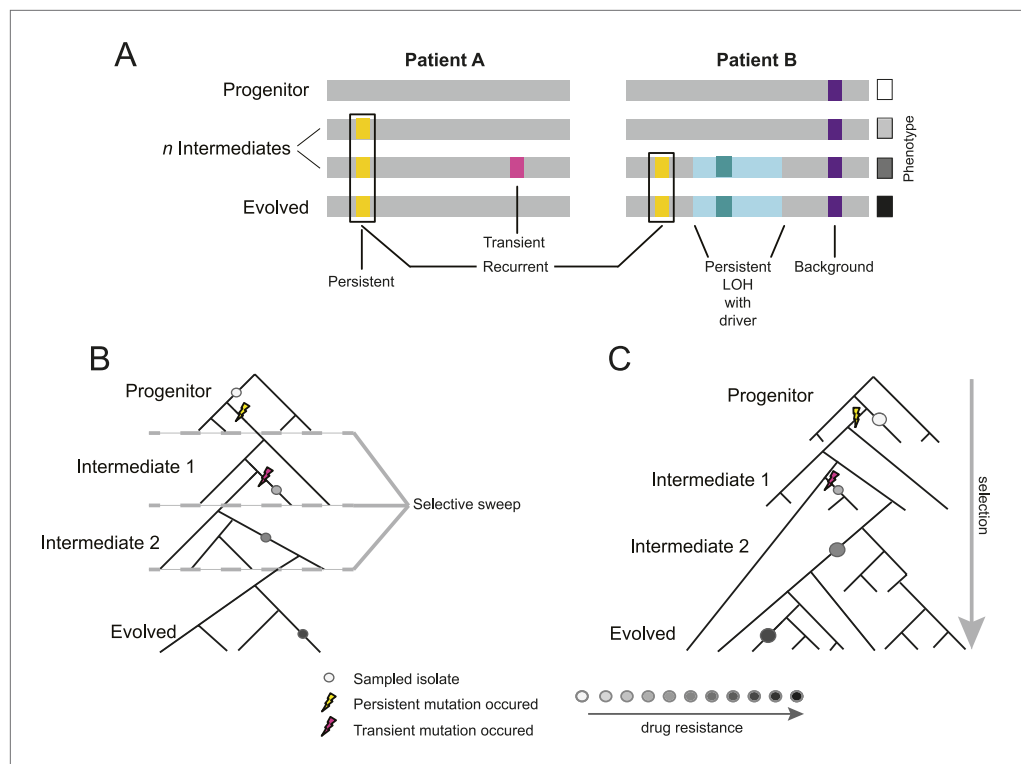 A
Patient A
Patient B
Progenitor
n Intermediates
Evolved
Phenotype
Transient
Recurrent
Persistent
Persistent
LOH
with
driver
Background
B
Progenitor
Intermediate 1
Intermediate 2
Evolved
Selective sweep
C
Progenitor
Intermediate 1
Intermediate 2
Evolved
selection
Sampled isolate
Persistent mutation occured
Transient mutation occured
drug resistance